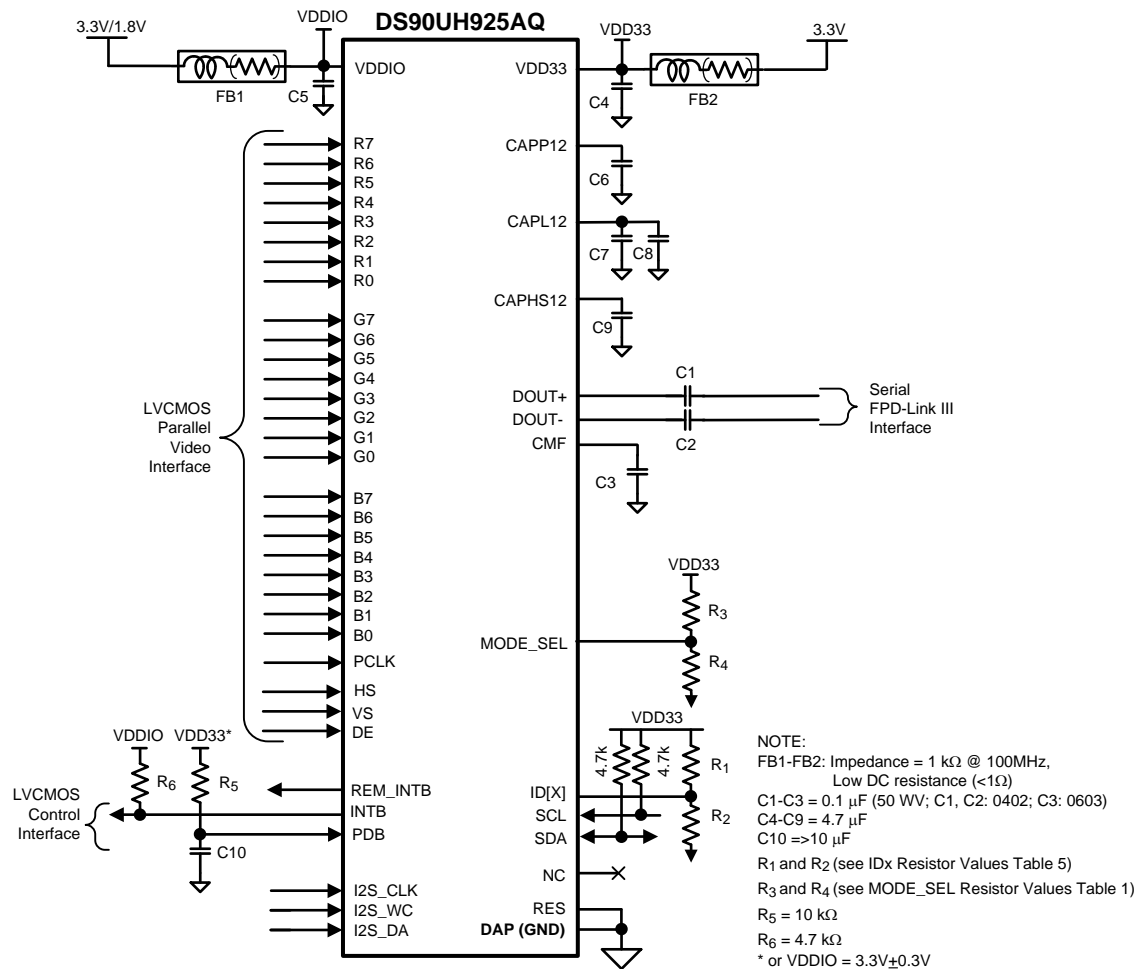 DS90UH925AQ
3.3V/1.8V
VDDIO
FB1
C5
VDDIO
VDD33
VDD33
3.3V
FB2
C4
CAPP12
C6
CAPL12
C7
C8
CAPHS12
C9
R7
R6
R5
R4
R3
R2
R1
R0
G7
G6
G5
G4
G3
G2
G1
G0
B7
B6
B5
B4
B3
B2
B1
B0
PCLK
HS
VS
DE
LVCMOS
Parallel
Video
Interface
DOUT+
DOUT-
CMF
C1
C2
C3
Serial
FPD-Link III
Interface
VDD33
R3
MODE_SEL
R4
VDDIO
VDD33*
R6
R5
LVCMOS
Control
Interface
REM_INTB
INTB
PDB
C10
I2S_CLK
I2S_WC
I2S_DA
VDD33
4.7k
4.7k
R1
ID[X]
SCL
SDA
R2
NC
RES
DAP (GND)
NOTE:
FB1-FB2: Impedance = 1 kΩ @ 100MHz,
Low DC resistance (<1Ω)
C1-C3 = 0.1 μF (50 WV; C1, C2: 0402; C3: 0603)
C4-C9 = 4.7 μF
C10 =>10 μF
R1 and R2 (see IDx Resistor Values Table 5)
R3 and R4 (see MODE_SEL Resistor Values Table 1)
R5 = 10 kΩ
R6 = 4.7 kΩ
* or VDDIO = 3.3V±0.3V